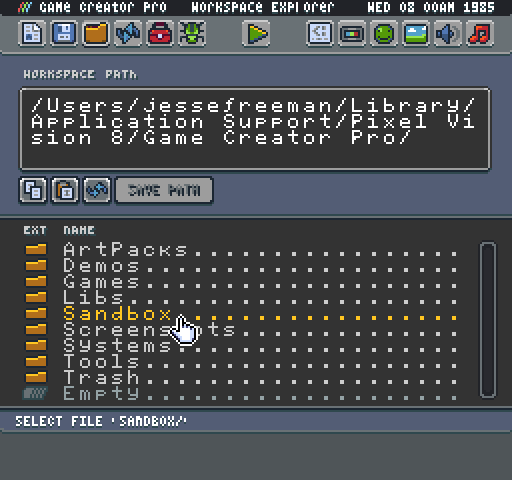 GAME CREATOR PRO WORKSPACE EXPLORER WED 08 00AM 1985
WORKSPACE PATH
/Users/jessefreeman/Library/
Application Support/Pixel Vi
sion 8/Game Creator Pro/
SAVE PATH
EXT NAME
ArtPacks..................
Demos.....................
Games.....................
Libs......................
Sandbox...................
Systems...................
Tools.....................
Trash.....................
Empty.....................
SELECT FILE 'SANDBOX/'